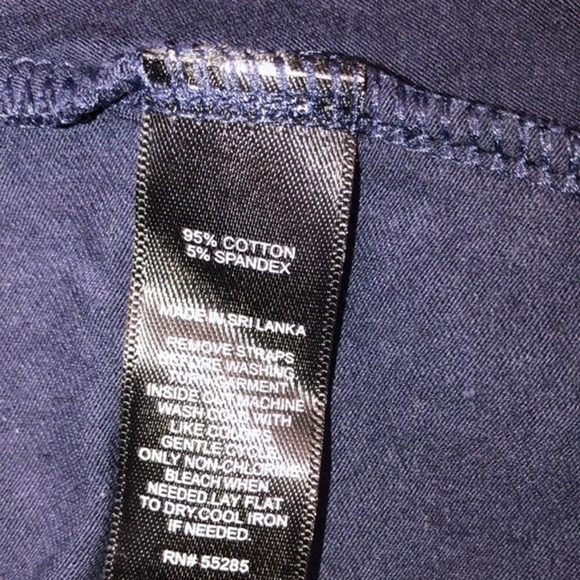 95% COTTON
5% SPANDEX
MADE IN SRI LANKA
REMOVE STRAPS
BEFORE WASHING
TURN GARMENT
INSIDE OUT.MACHINE
WASH COLD WITH
LIKE COLORS
GENTLE CYCLE
ONLY NON-CHLORINE
BLEACH WHEN
NEEDED.LAY FLAT
TO DRY.COOL IRON
IF NEEDED.
RN# 55285